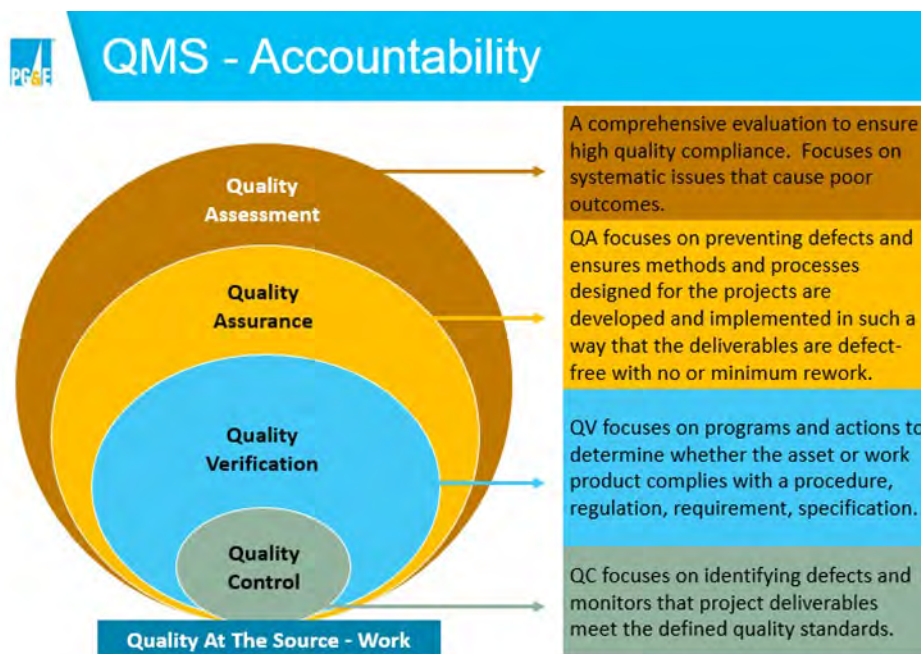 PG&E
QMS - Accountability
Quality
Assessment
Quality
Assurance
Quality
Verification
Quality
Control
Quality At The Source - Work
A comprehensive evaluation to ensure
high quality compliance.  Focuses on
systematic issues that cause poor
outcomes.
QA focuses on preventing defects and
ensures methods and processes
designed for the projects are
developed and implemented in such a
way that the deliverables are defect-
free with no or minimum rework.
QV focuses on programs and actions to
determine whether the asset or work
product complies with a procedure,
regulation, requirement, specification.
QC focuses on identifying defects and
monitors that project deliverables
meet the defined quality standards.